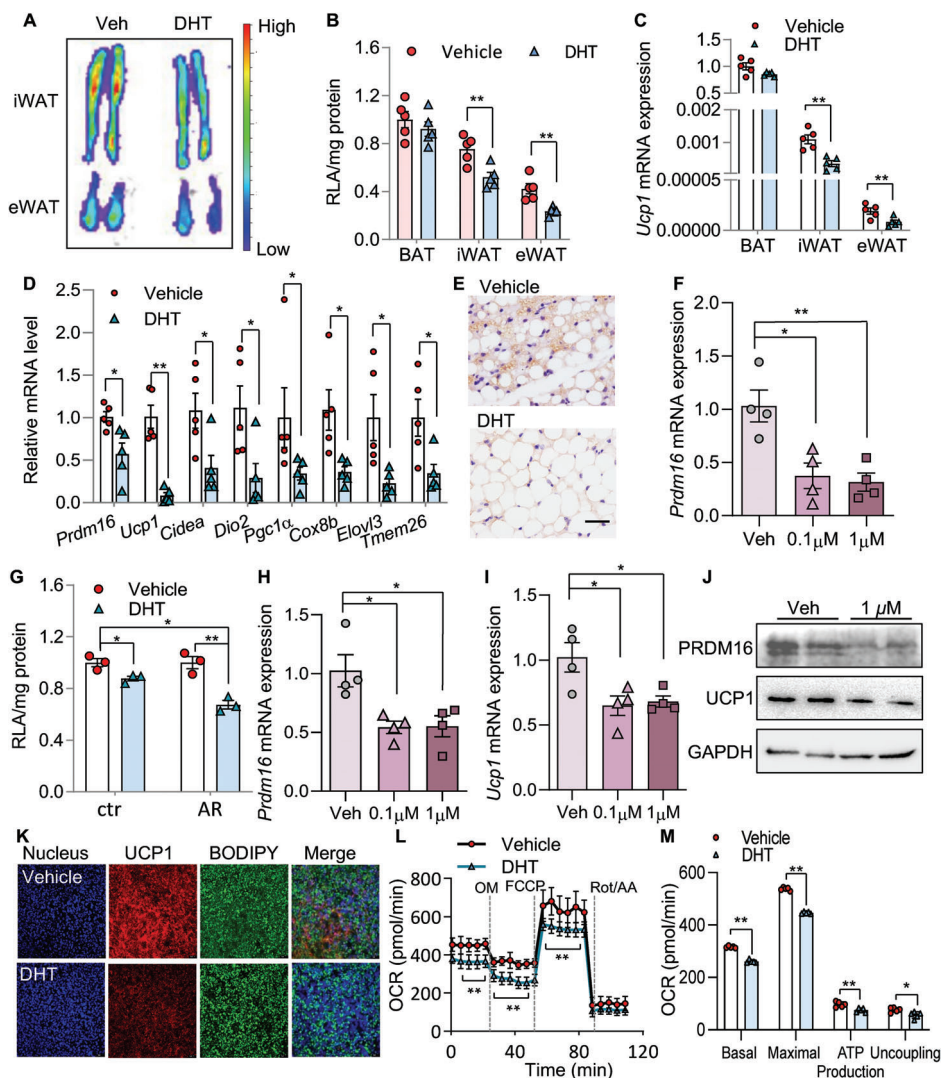 A
Veh DHT
High
iWAT
eWAT
Low
B
Vehicle DHT
RLA/mg protein
1.6
1.2
0.8
0.4
0.0
** **
BAT iWAT eWAT
C
Vehicle
DHT
Ucp1 mRNA expression
1.5
1.0
0.5
0.002
0.001
0.00005
0.00000
** **
BAT iWAT eWAT
D
Vehicle
DHT
Relative mRNA level
2.5
2.0
1.5
1.0
0.5
0.0
* ** * * * * * *
Prdm16 Ucp1 Cidea Dio2 Pgc1α Cox8b Elovl3 Tmem26
E
Vehicle
DHT
F
Prdm16 mRNA expression
1.5
1.0
0.5
0.0
**
*
Veh 0.1µM 1µM
G
Vehicle
DHT
RLA/mg protein
1.6
1.2
0.8
0.4
0.0
*
* **
ctr AR
H
Prdm16 mRNA expression
1.5
1.0
0.5
0.0
*
*
Veh 0.1µM 1µM
I
Ucp1 mRNA expression
1.5
1.0
0.5
0.0
*
*
Veh 0.1µM 1µM
J
Veh 1 µM
PRDM16
UCP1
GAPDH
K
Nucleus UCP1 BODIPY Merge
Vehicle
DHT
L
Vehicle
DHT
OM FCCP Rot/AA
OCR (pmol/min)
800
600
400
200
0
** ** **
0 40 80 120
Time (min)
M
Vehicle
DHT
OCR (pmol/min)
600
400
200
0
** ** ** *
Basal Maximal ATP Uncoupling
Production